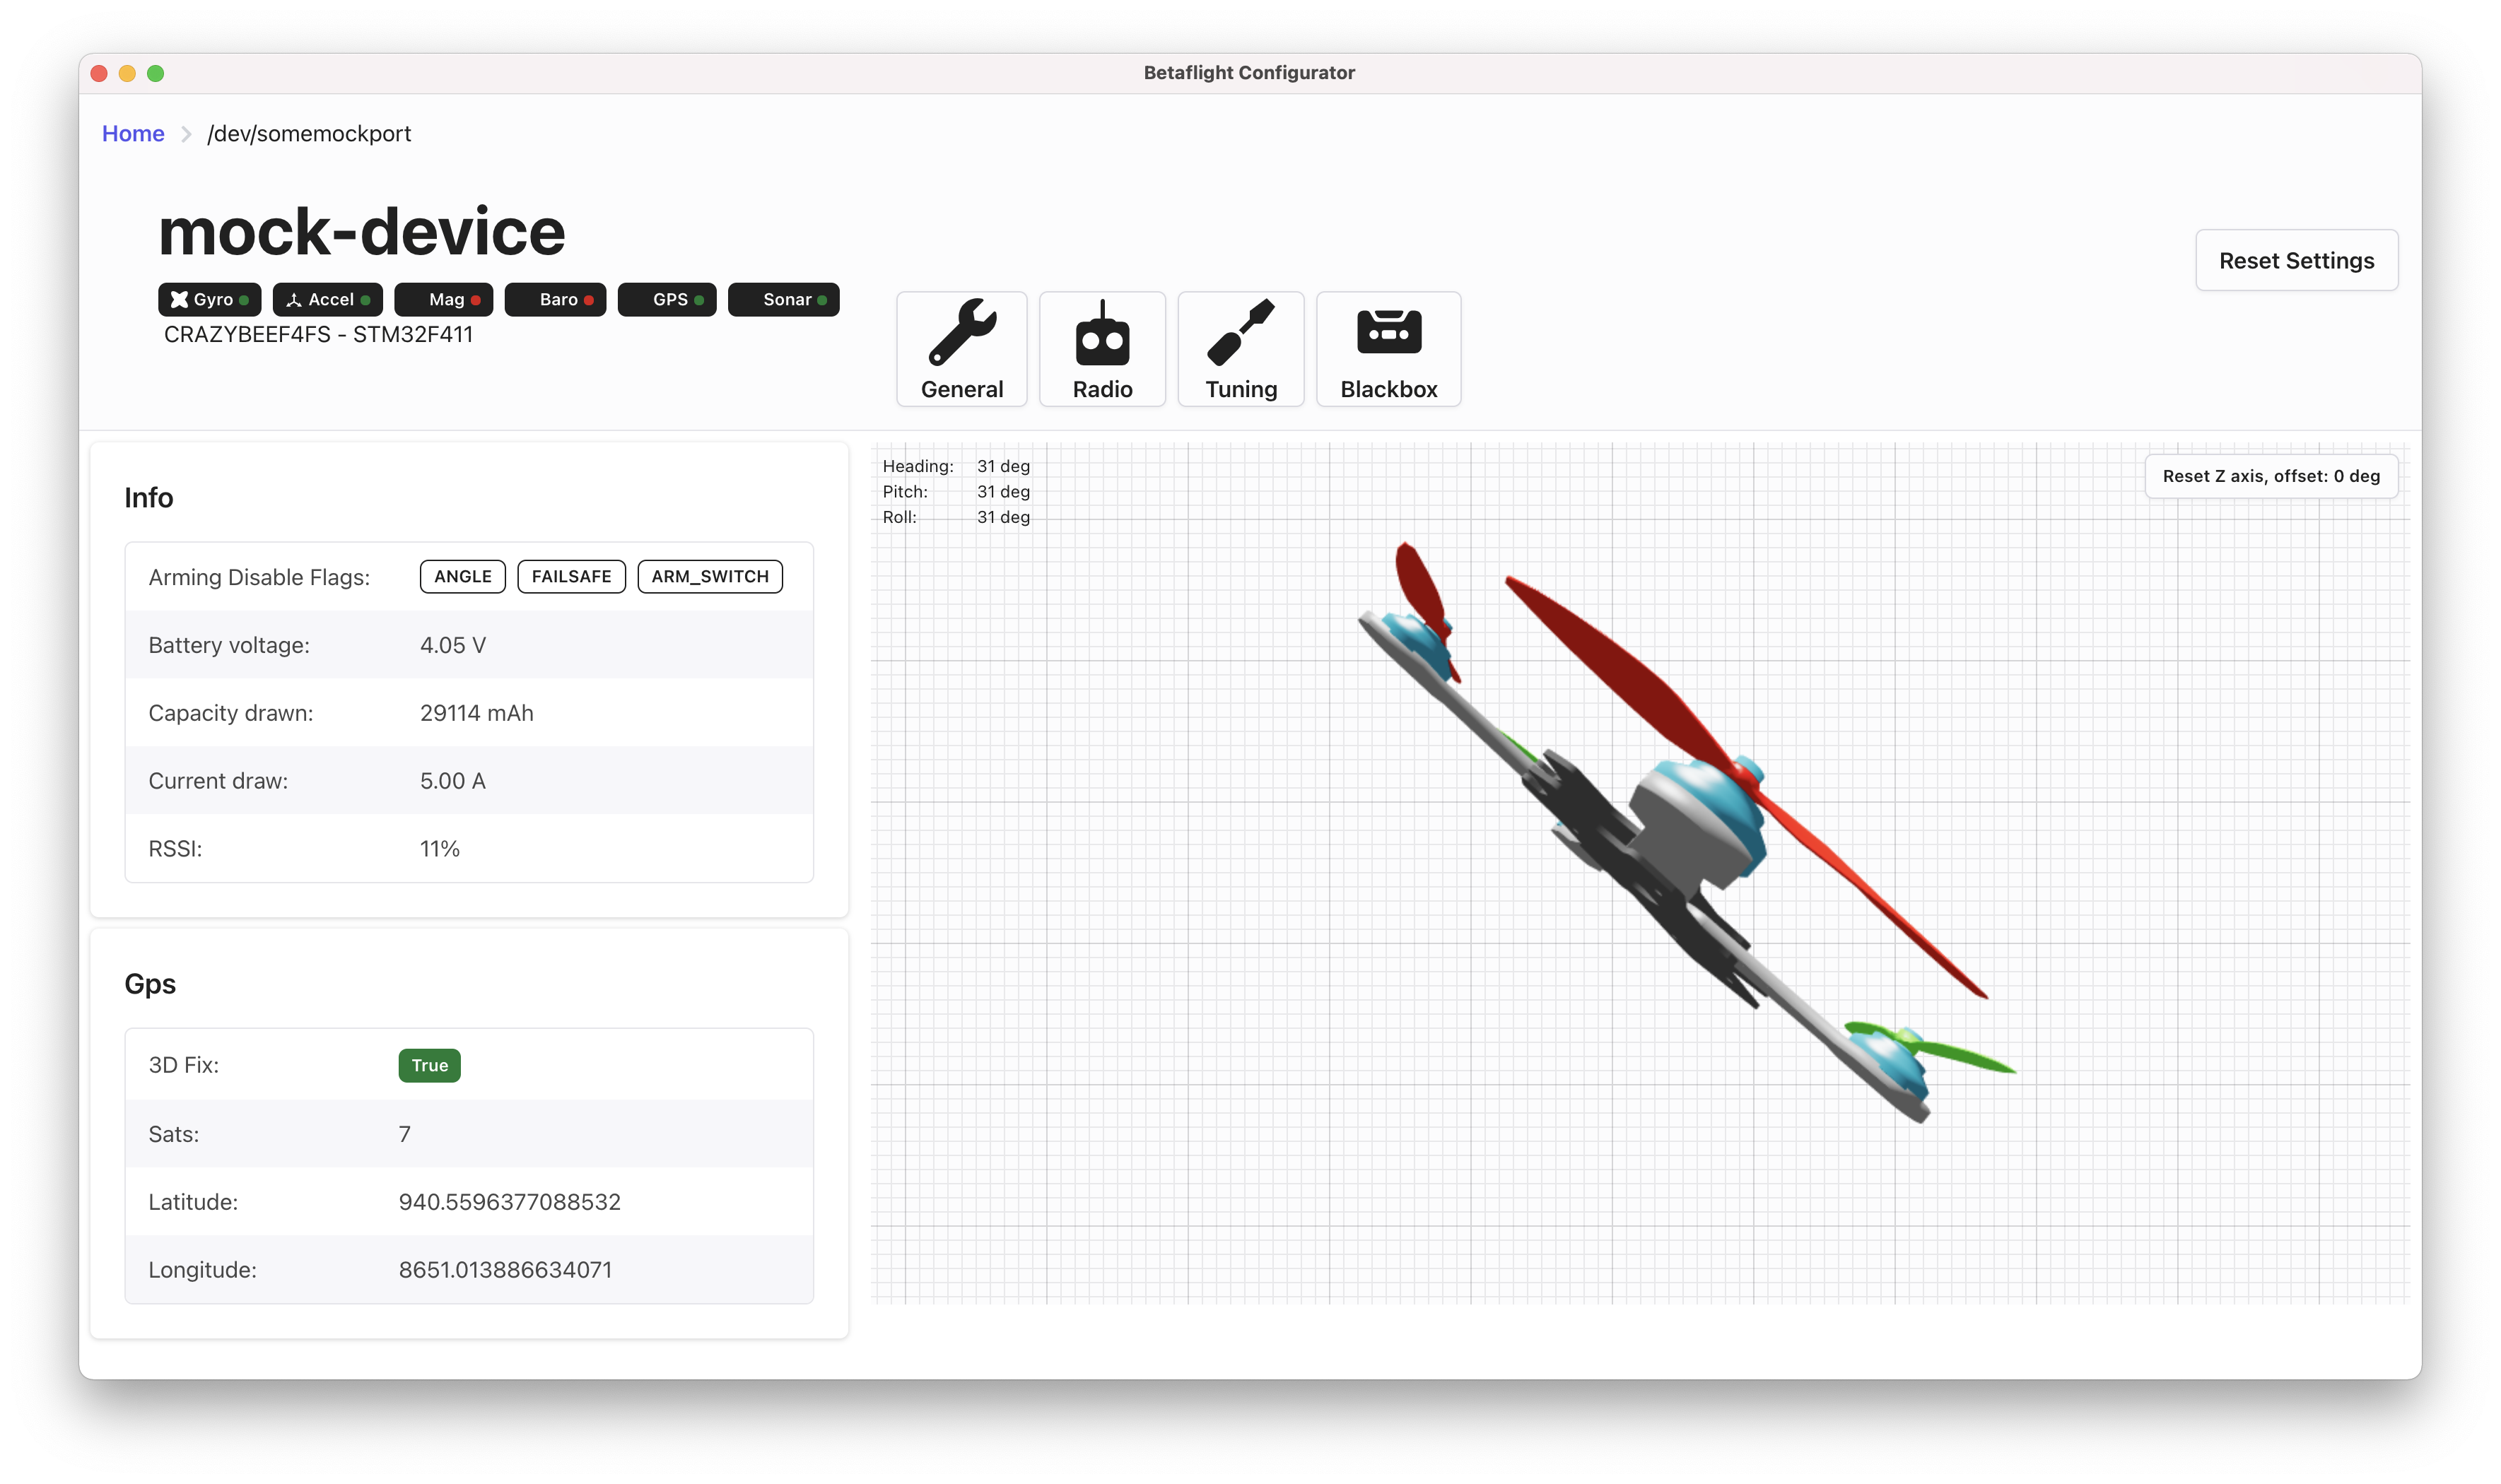 Betaflight Configurator
Home /dev/somemockport
mock-device
Reset Settings
Gyro Accel Mag Baro GPS Sonar
CRAZYBEEF4FS - STM32F411
General Radio Tuning Blackbox
Info
Arming Disable Flags: ANGLE FAILSAFE ARM_SWITCH
Battery voltage: 4.05 V
Capacity drawn: 29114 mAh
Current draw: 5.00 A
RSSI: 11%
Gps
3D Fix: True
Sats: 7
Latitude: 940.5596377088532
Longitude: 8651.013886634071
Heading: 31 deg
Pitch: 31 deg
Roll: 31 deg
Reset Z axis, offset: 0 deg